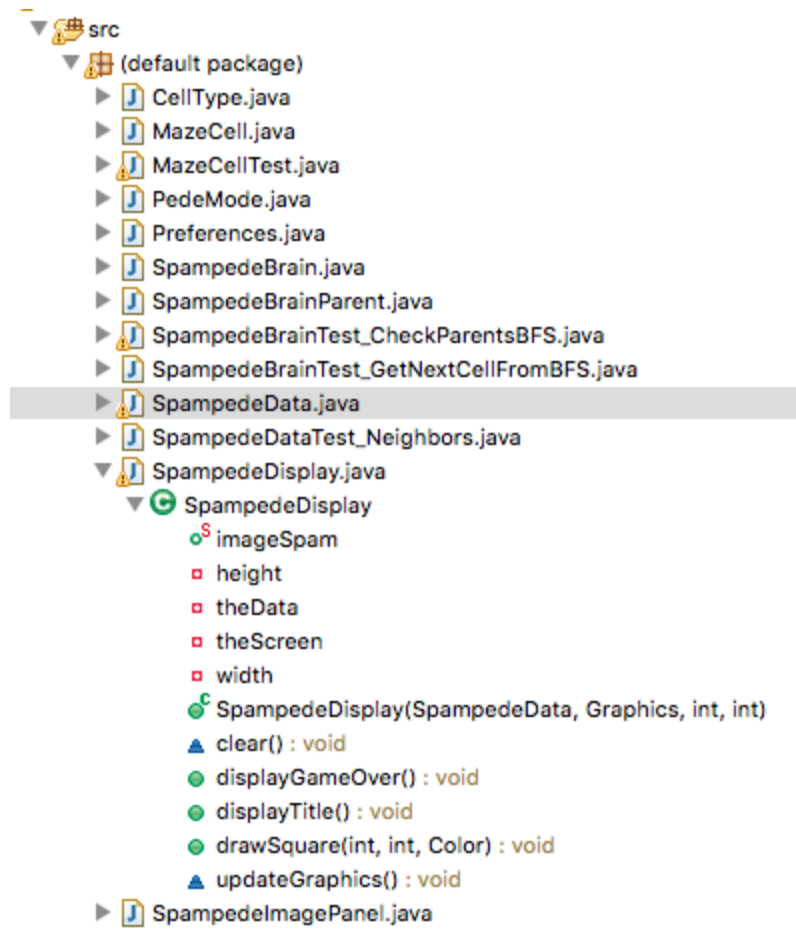 src
(default package)
CellType.java
MazeCell.java
MazeCellTest.java
PedeMode.java
Preferences.java
SpampedeBrain.java
SpampedeBrainParent.java
SpampedeBrainTest_CheckParentsBFS.java
SpampedeBrainTest_GetNextCellFromBFS.java
SpampedeData.java
SpampedeDataTest_Neighbors.java
SpampedeDisplay.java
SpampedeDisplay
imageSpam
height
theData
theScreen
width
SpampedeDisplay(SpampedeData, Graphics, int, int)
clear() : void
displayGameOver() : void
displayTitle() : void
drawSquare(int, int, Color) : void
updateGraphics() : void
SpampedeImagePanel.java